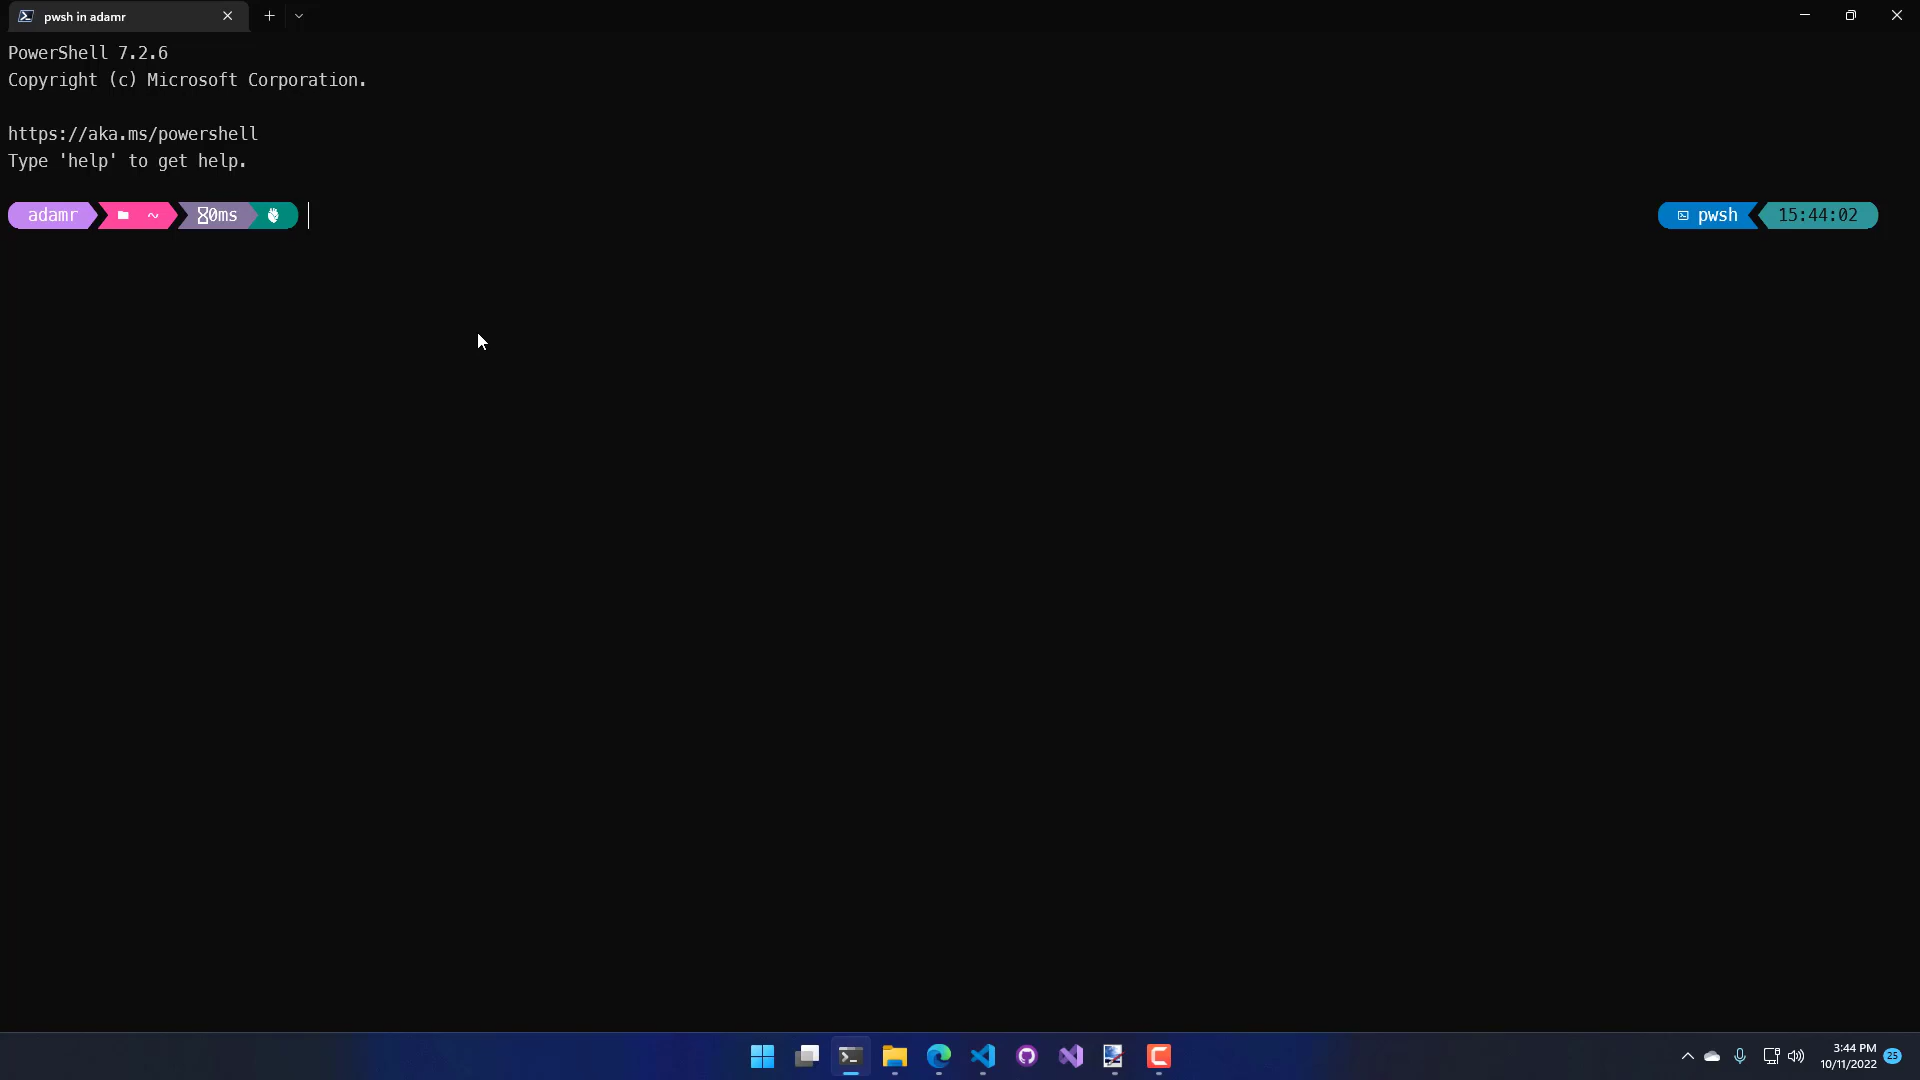 pwsh in adamr
PowerShell 7.2.6
Copyright (c) Microsoft Corporation.
https://aka.ms/powershell
Type 'help' to get help.
adamr ~ 0ms pwsh 15:44:02
3:44 PM
10/11/2022 25